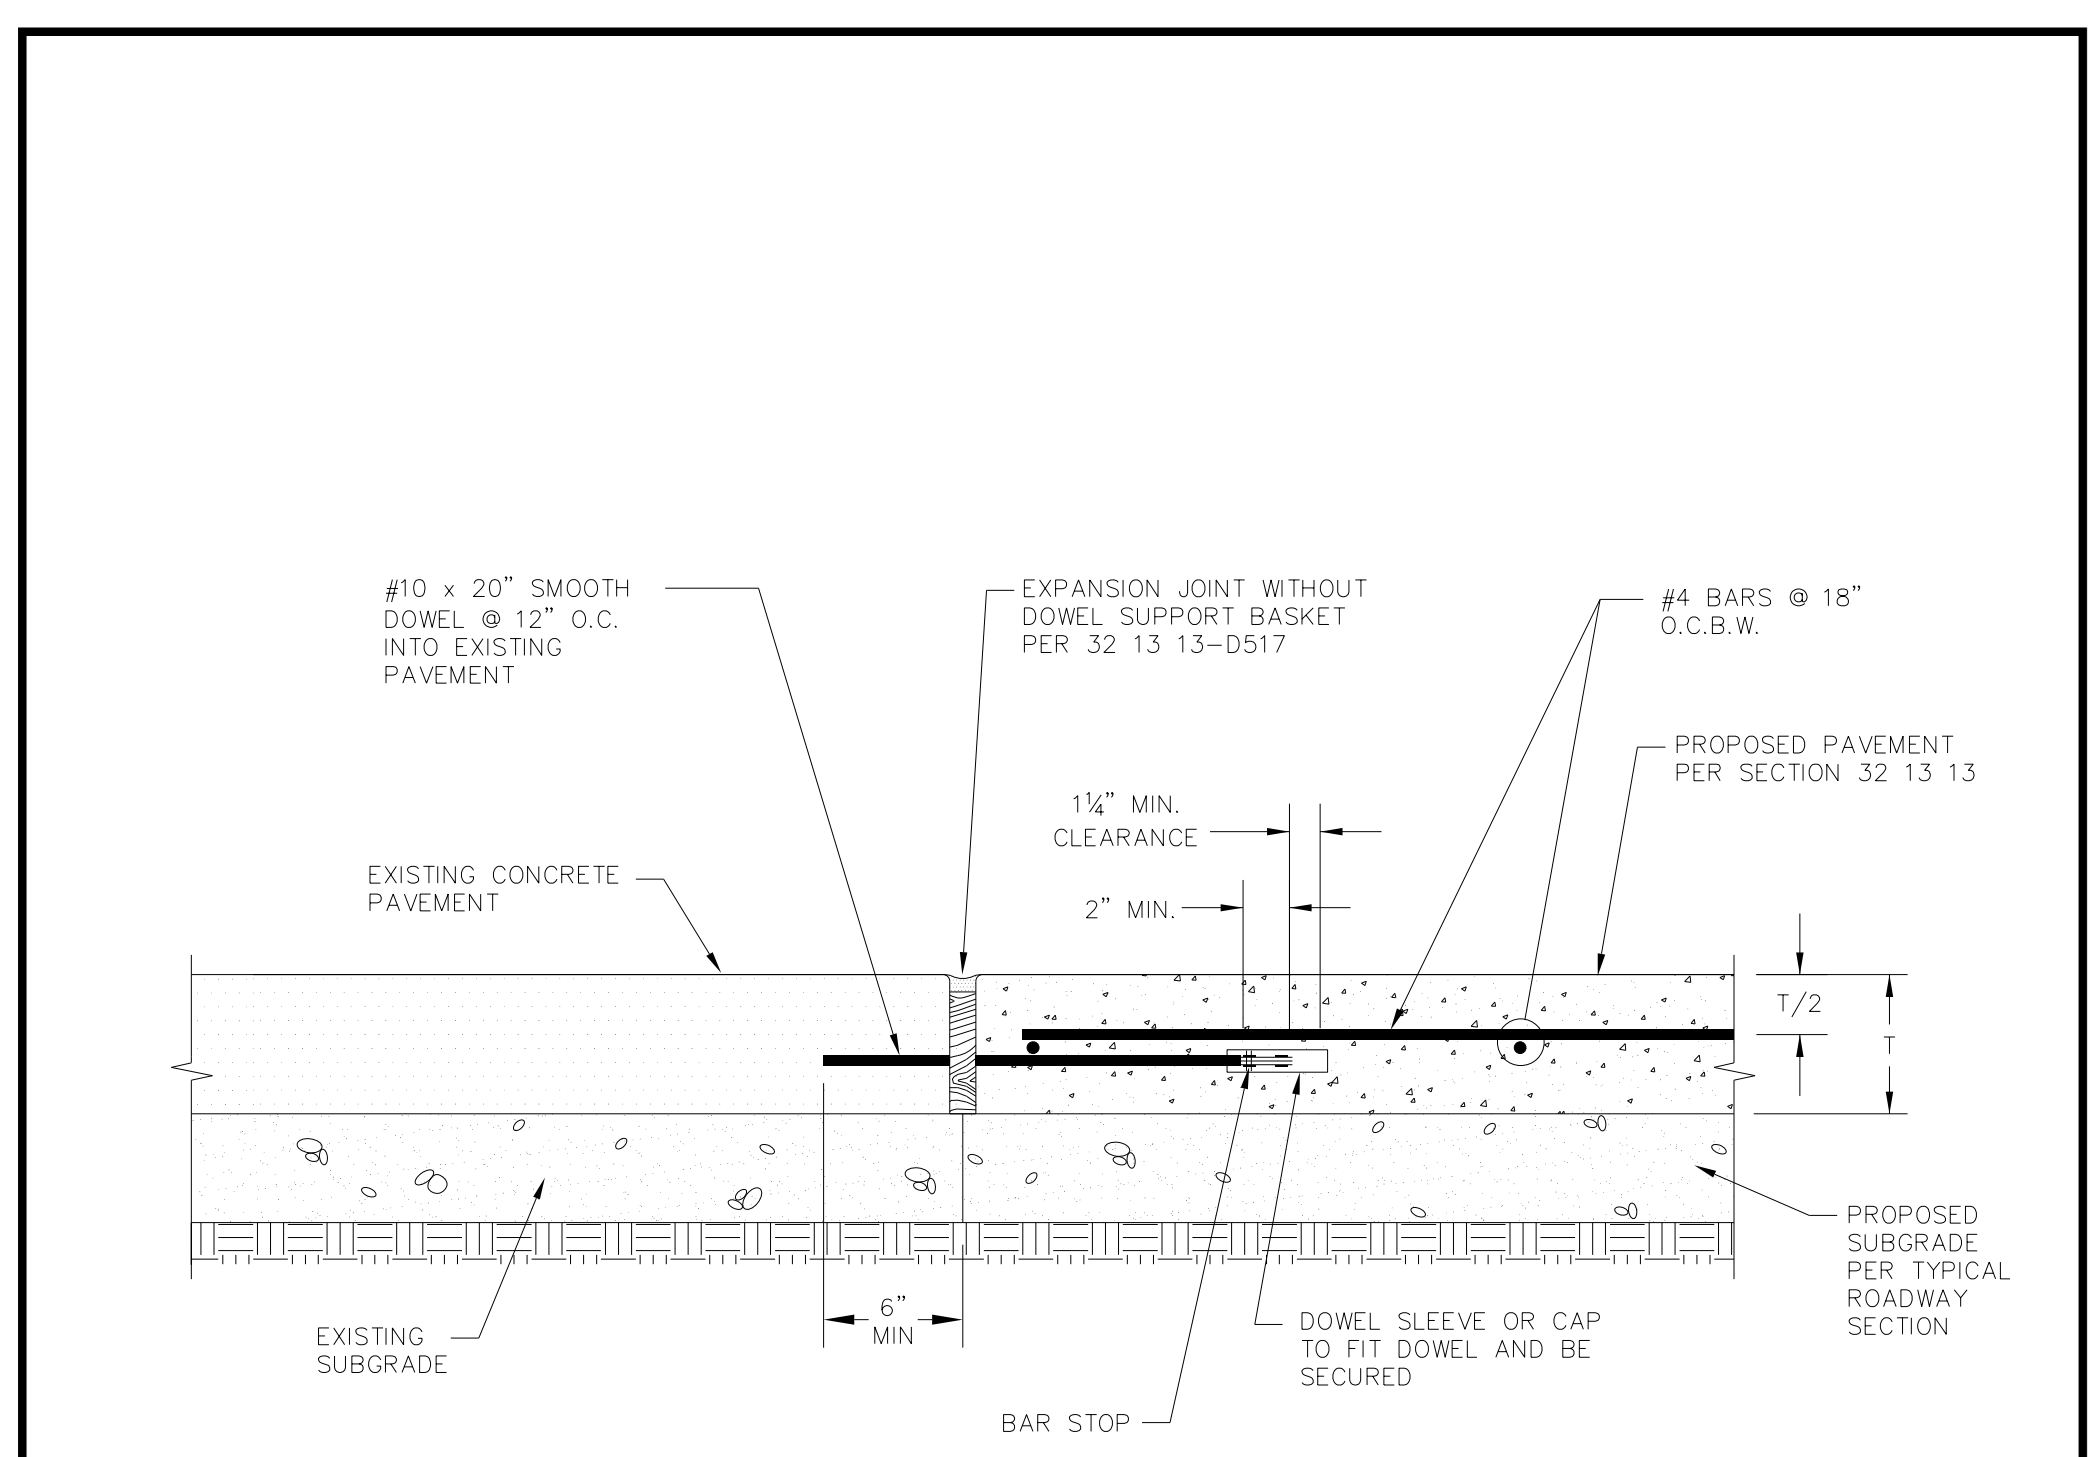 #10 x 20” SMOOTH
DOWEL @ 12” O.C.
INTO EXISTING
PAVEMENT
EXPANSION JOINT WITHOUT
DOWEL SUPPORT BASKET
PER 32 13 13–D517
#4 BARS @ 18”
O.C.B.W.
PROPOSED PAVEMENT
PER SECTION 32 13 13
1¼” MIN.
CLEARANCE
EXISTING CONCRETE
PAVEMENT
2” MIN.
T/2
T
PROPOSED
SUBGRADE
PER TYPICAL
ROADWAY
SECTION
6”
MIN
EXISTING
SUBGRADE
DOWEL SLEEVE OR CAP
TO FIT DOWEL AND BE
SECURED
BAR STOP